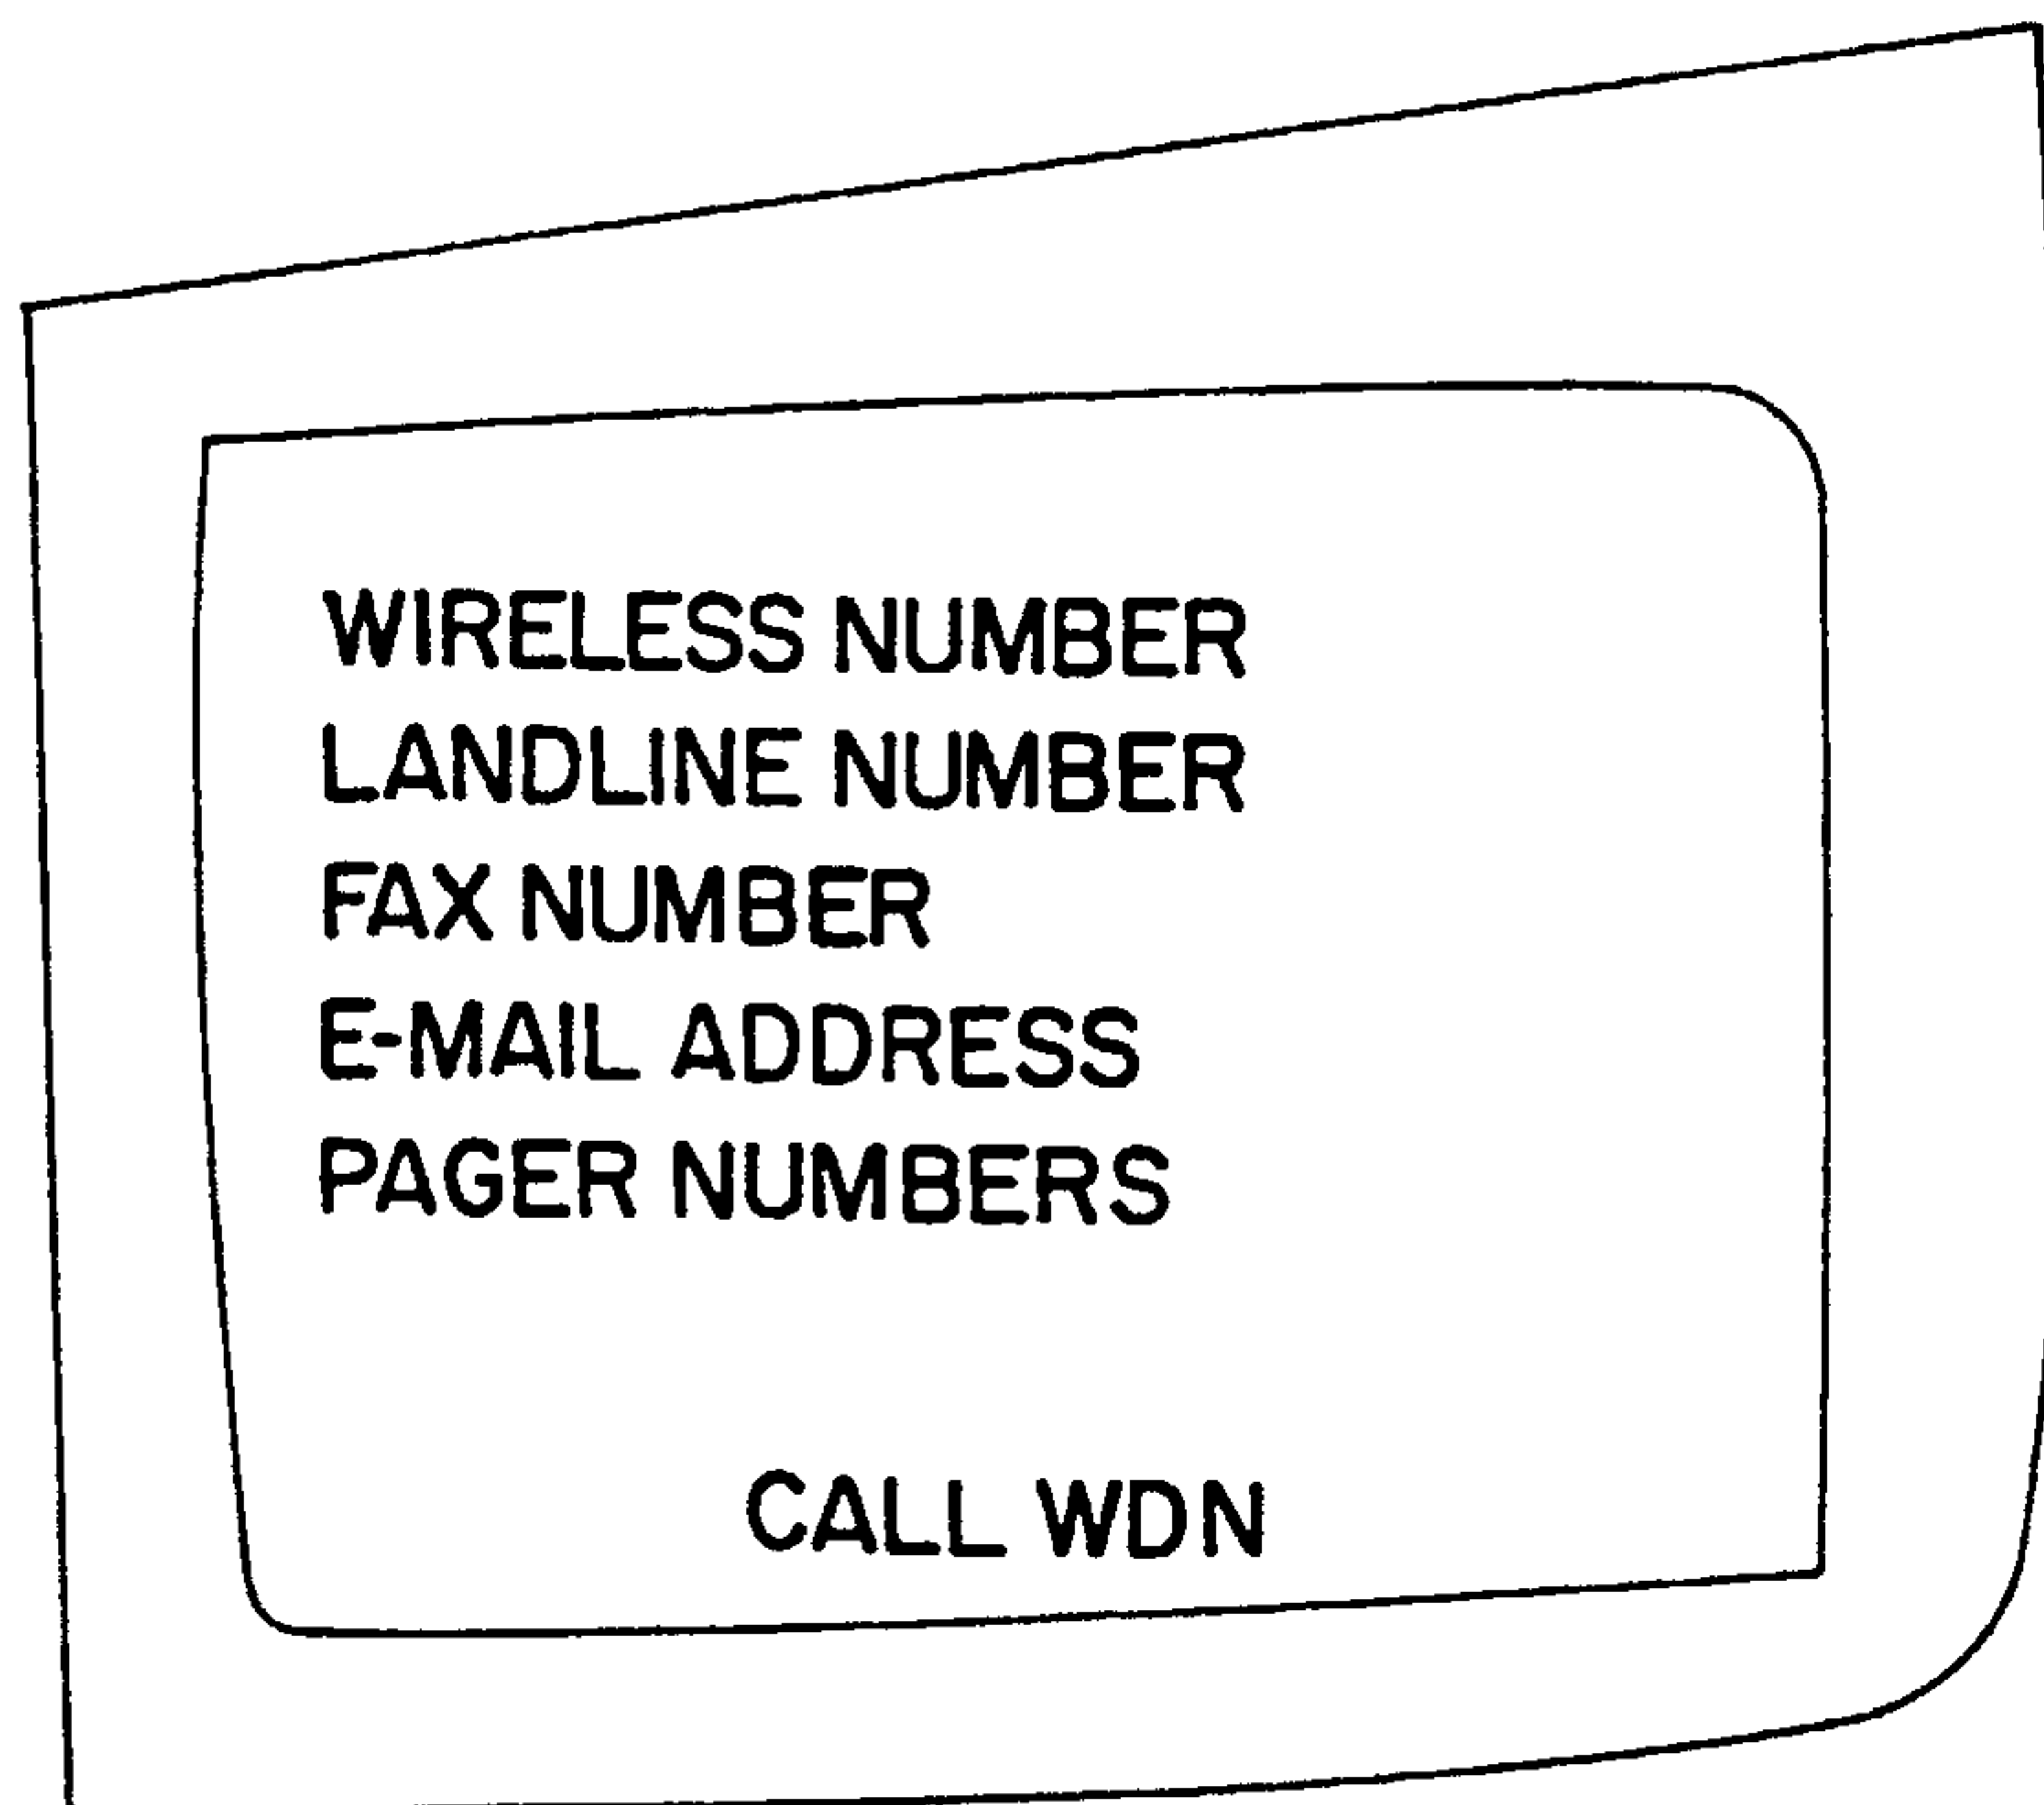 WIRELESS NUMBER
LANDLINE NUMBER
FAX NUMBER
E-MAIL ADDRESS
PAGER NUMBERS
CALL WDN